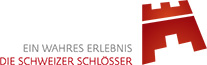 EIN WAHRES ERLEBNIS
DIE SCHWEIZER SCHLÖSSER